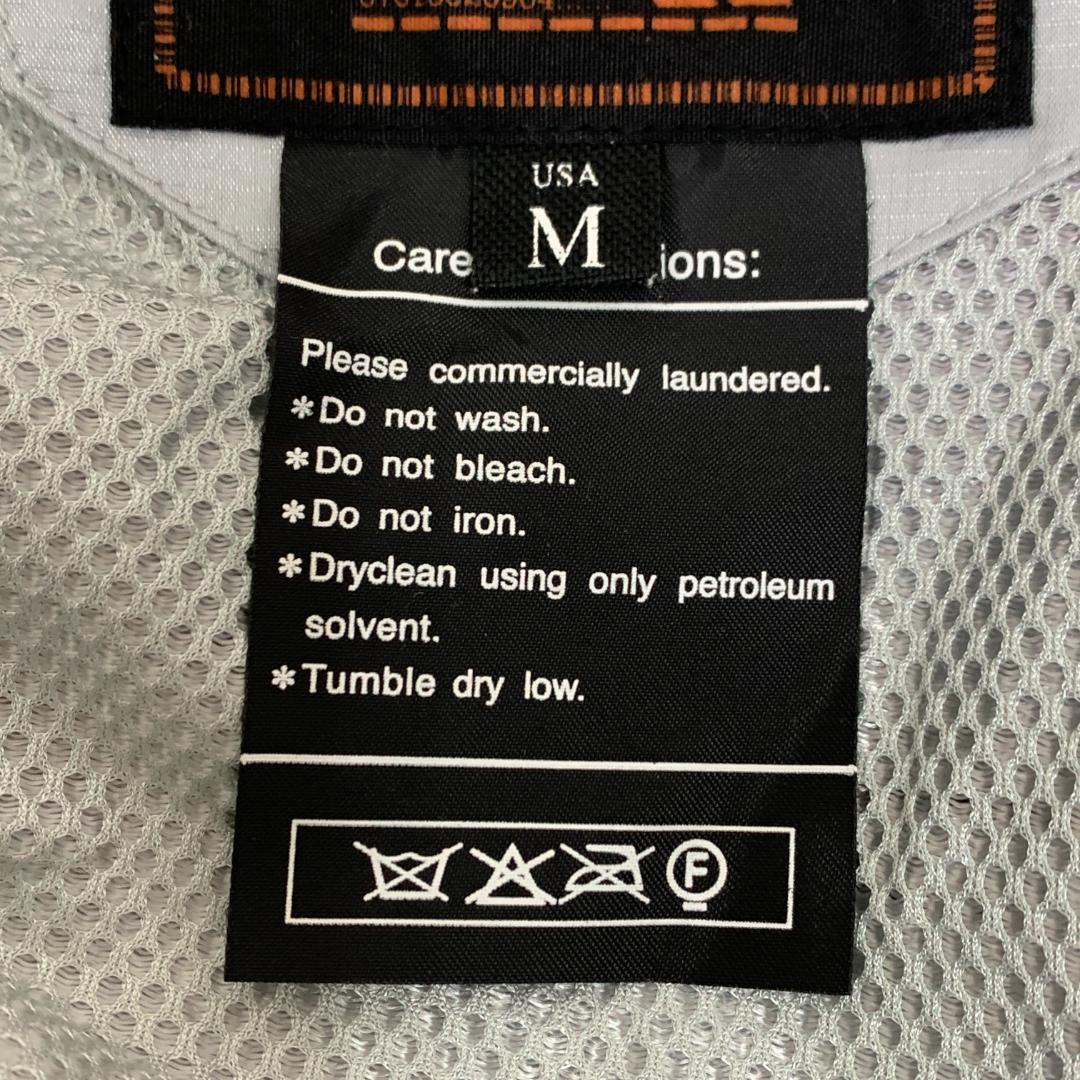 USA
M
Care ions:
Please commercially laundered.
*Do not wash.
*Do not bleach.
*Do not iron.
*Dryclean using only petroleum
solvent.
*Tumble dry low.
F